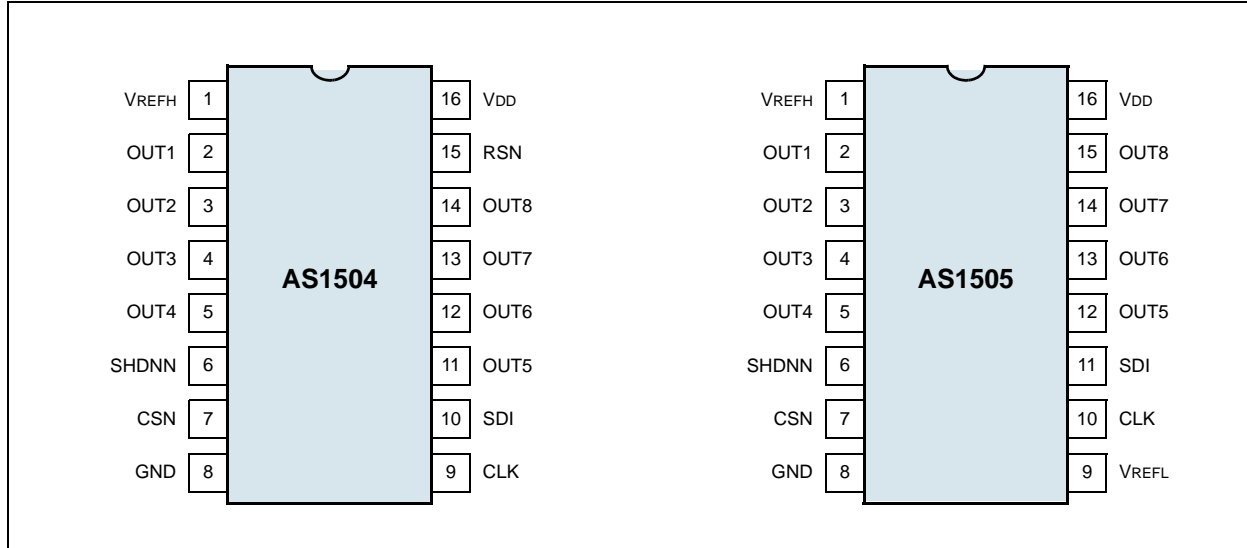 VREFH 1 16 VDD
OUT1 2 15 RSN
OUT2 3 14 OUT8
OUT3 4 13 OUT7
AS1504
OUT4 5 12 OUT6
SHDNN 6 11 OUT5
CSN 7 10 SDI
GND 8 9 CLK
VREFH 1 16 VDD
OUT1 2 15 OUT8
OUT2 3 14 OUT7
OUT3 4 13 OUT6
AS1505
OUT4 5 12 OUT5
SHDNN 6 11 SDI
CSN 7 10 CLK
GND 8 9 VREFL